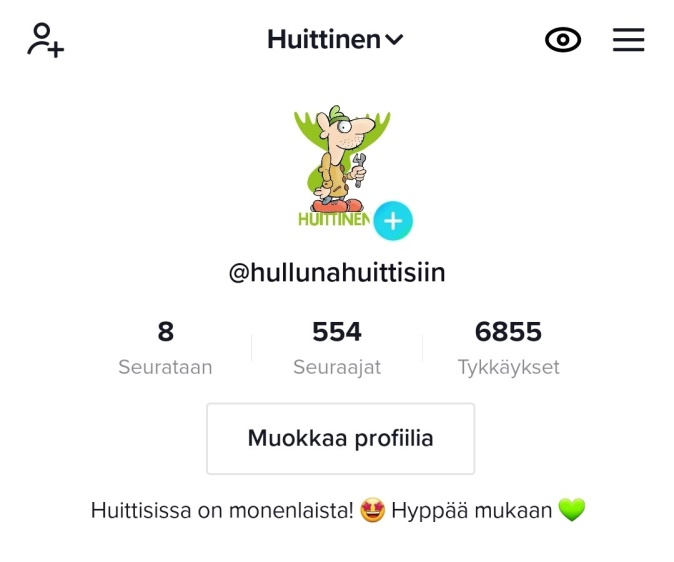 Huittinen
HUITTINEN
@hullunahuittisiin
8 554 6855
Seurataan Seuraajat Tykkäykset
Muokkaa profiilia
Huittisissa on monenlaista! 🤩 Hyppää mukaan 💚